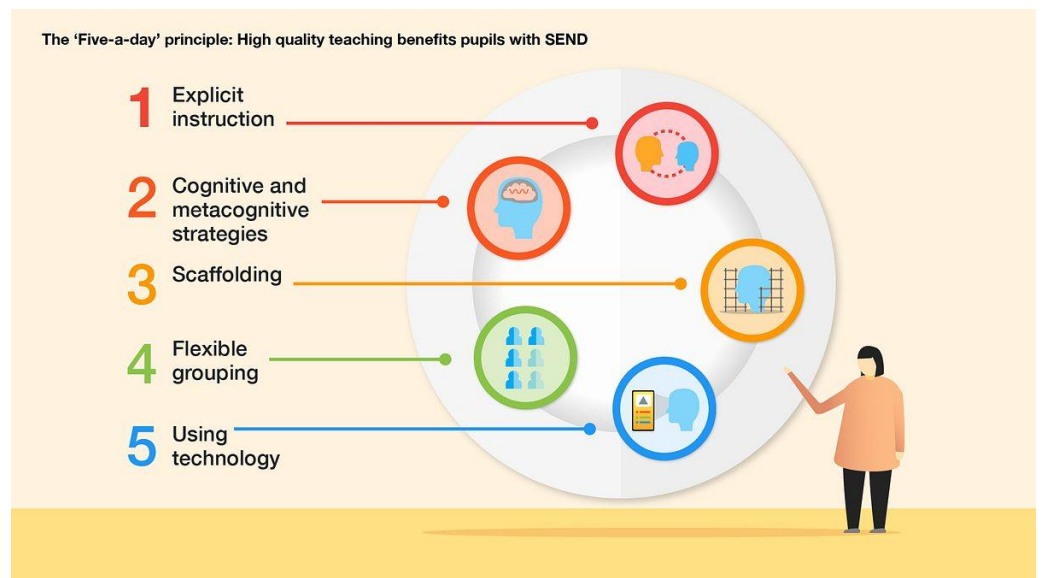 The ‘Five-a-day’ principle: High quality teaching benefits pupils with SEND
1
Explicit
instruction
2
Cognitive and
metacognitive
strategies
3
Scaffolding
4
Flexible
grouping
5
Using
technology